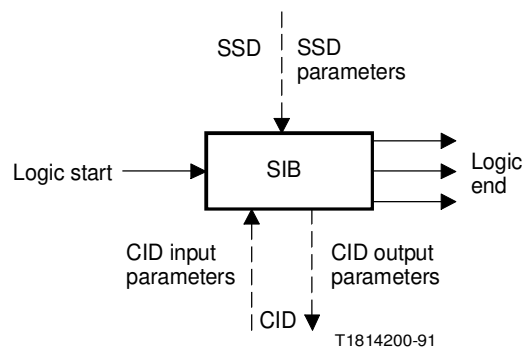 SSD
SSD
parameters
Logic start
SIB
Logic
end
CID input
parameters
CID output
parameters
CID
T1814200-91